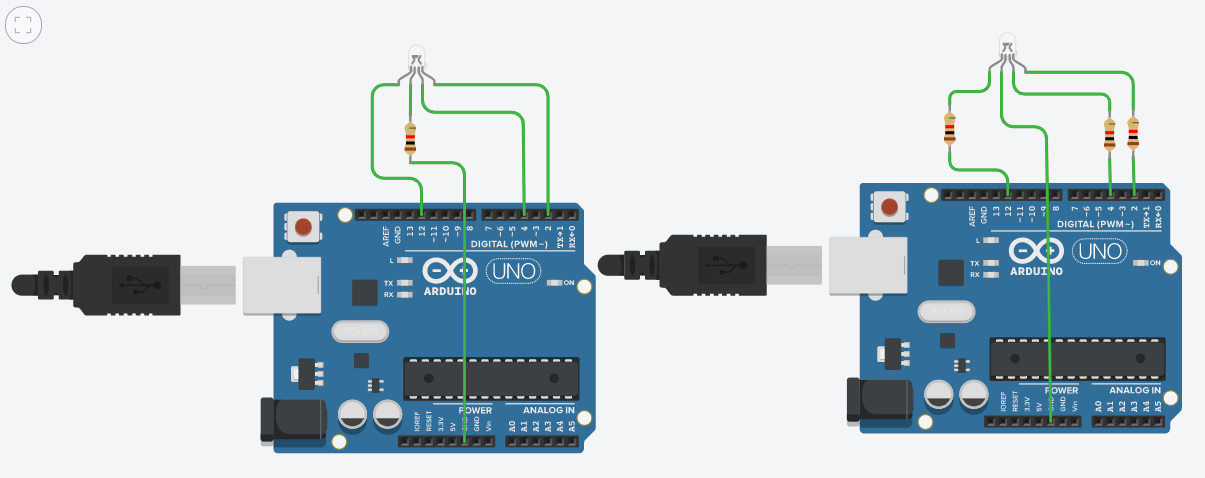 AREF
GND
13
12
~11
~10
~9
8
7
~6
~5
4
~3
2
TX→1
RX←0
DIGITAL (PWM~)
L
TX
RX
ARDUINO
UNO
ON
POWER
ANALOG IN
IOREF
RESET
3.3V
5V
GND
Vin
A0
A1
A2
A3
A4
A5
AREF
GND
13
12
~11
~10
~9
8
7
~6
~5
4
~3
2
TX→1
RX←0
DIGITAL (PWM~)
L
TX
RX
ARDUINO
UNO
ON
POWER
ANALOG IN
IOREF
RESET
3.3V
5V
GND
Vin
A0
A1
A2
A3
A4
A5